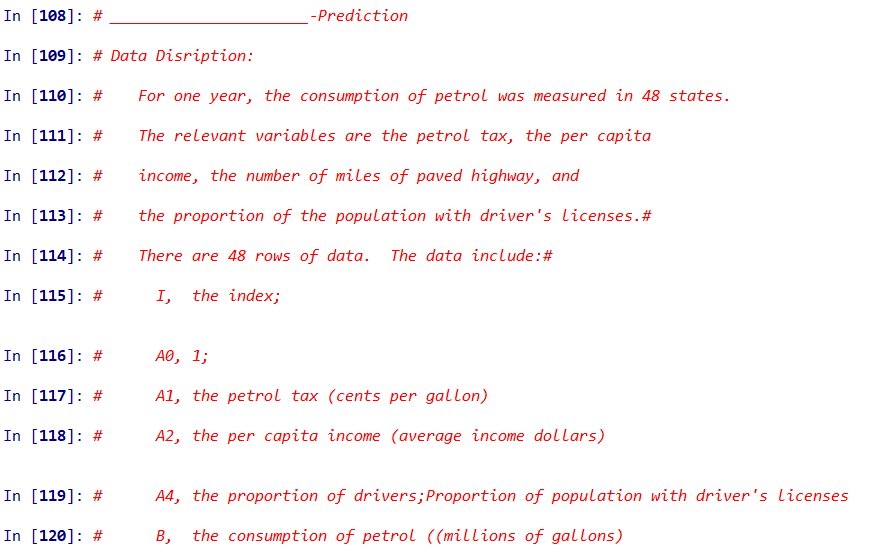 In [108]: # ______________________-Prediction
In [109]: # Data Disription:
In [110]: #    For one year, the consumption of petrol was measured in 48 states.
In [111]: #    The relevant variables are the petrol tax, the per capita
In [112]: #    income, the number of miles of paved highway, and
In [113]: #    the proportion of the population with driver's licenses.#
In [114]: #    There are 48 rows of data.  The data include:#
In [115]: #      I,  the index;
In [116]: #      A0, 1;
In [117]: #      A1, the petrol tax (cents per gallon)
In [118]: #      A2, the per capita income (average income dollars)
In [119]: #      A4, the proportion of drivers;Proportion of population with driver's licenses
In [120]: #      B,  the consumption of petrol ((millions of gallons)